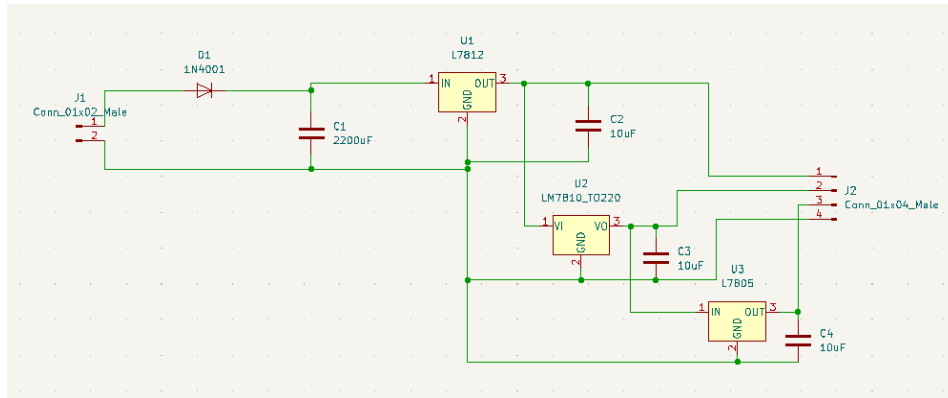 U1
L7812
D1
1N4001
1
IN
OUT
3
GND
2
J1
Conn_01x02_Male
1
2
C1
2200uF
C2
10uF
U2
LM7810_TO220
1
VI
VO
3
GND
2
1
2
3
4
J2
Conn_01x04_Male
C3
10uF
U3
L7805
1
IN
OUT
3
GND
2
C4
10uF